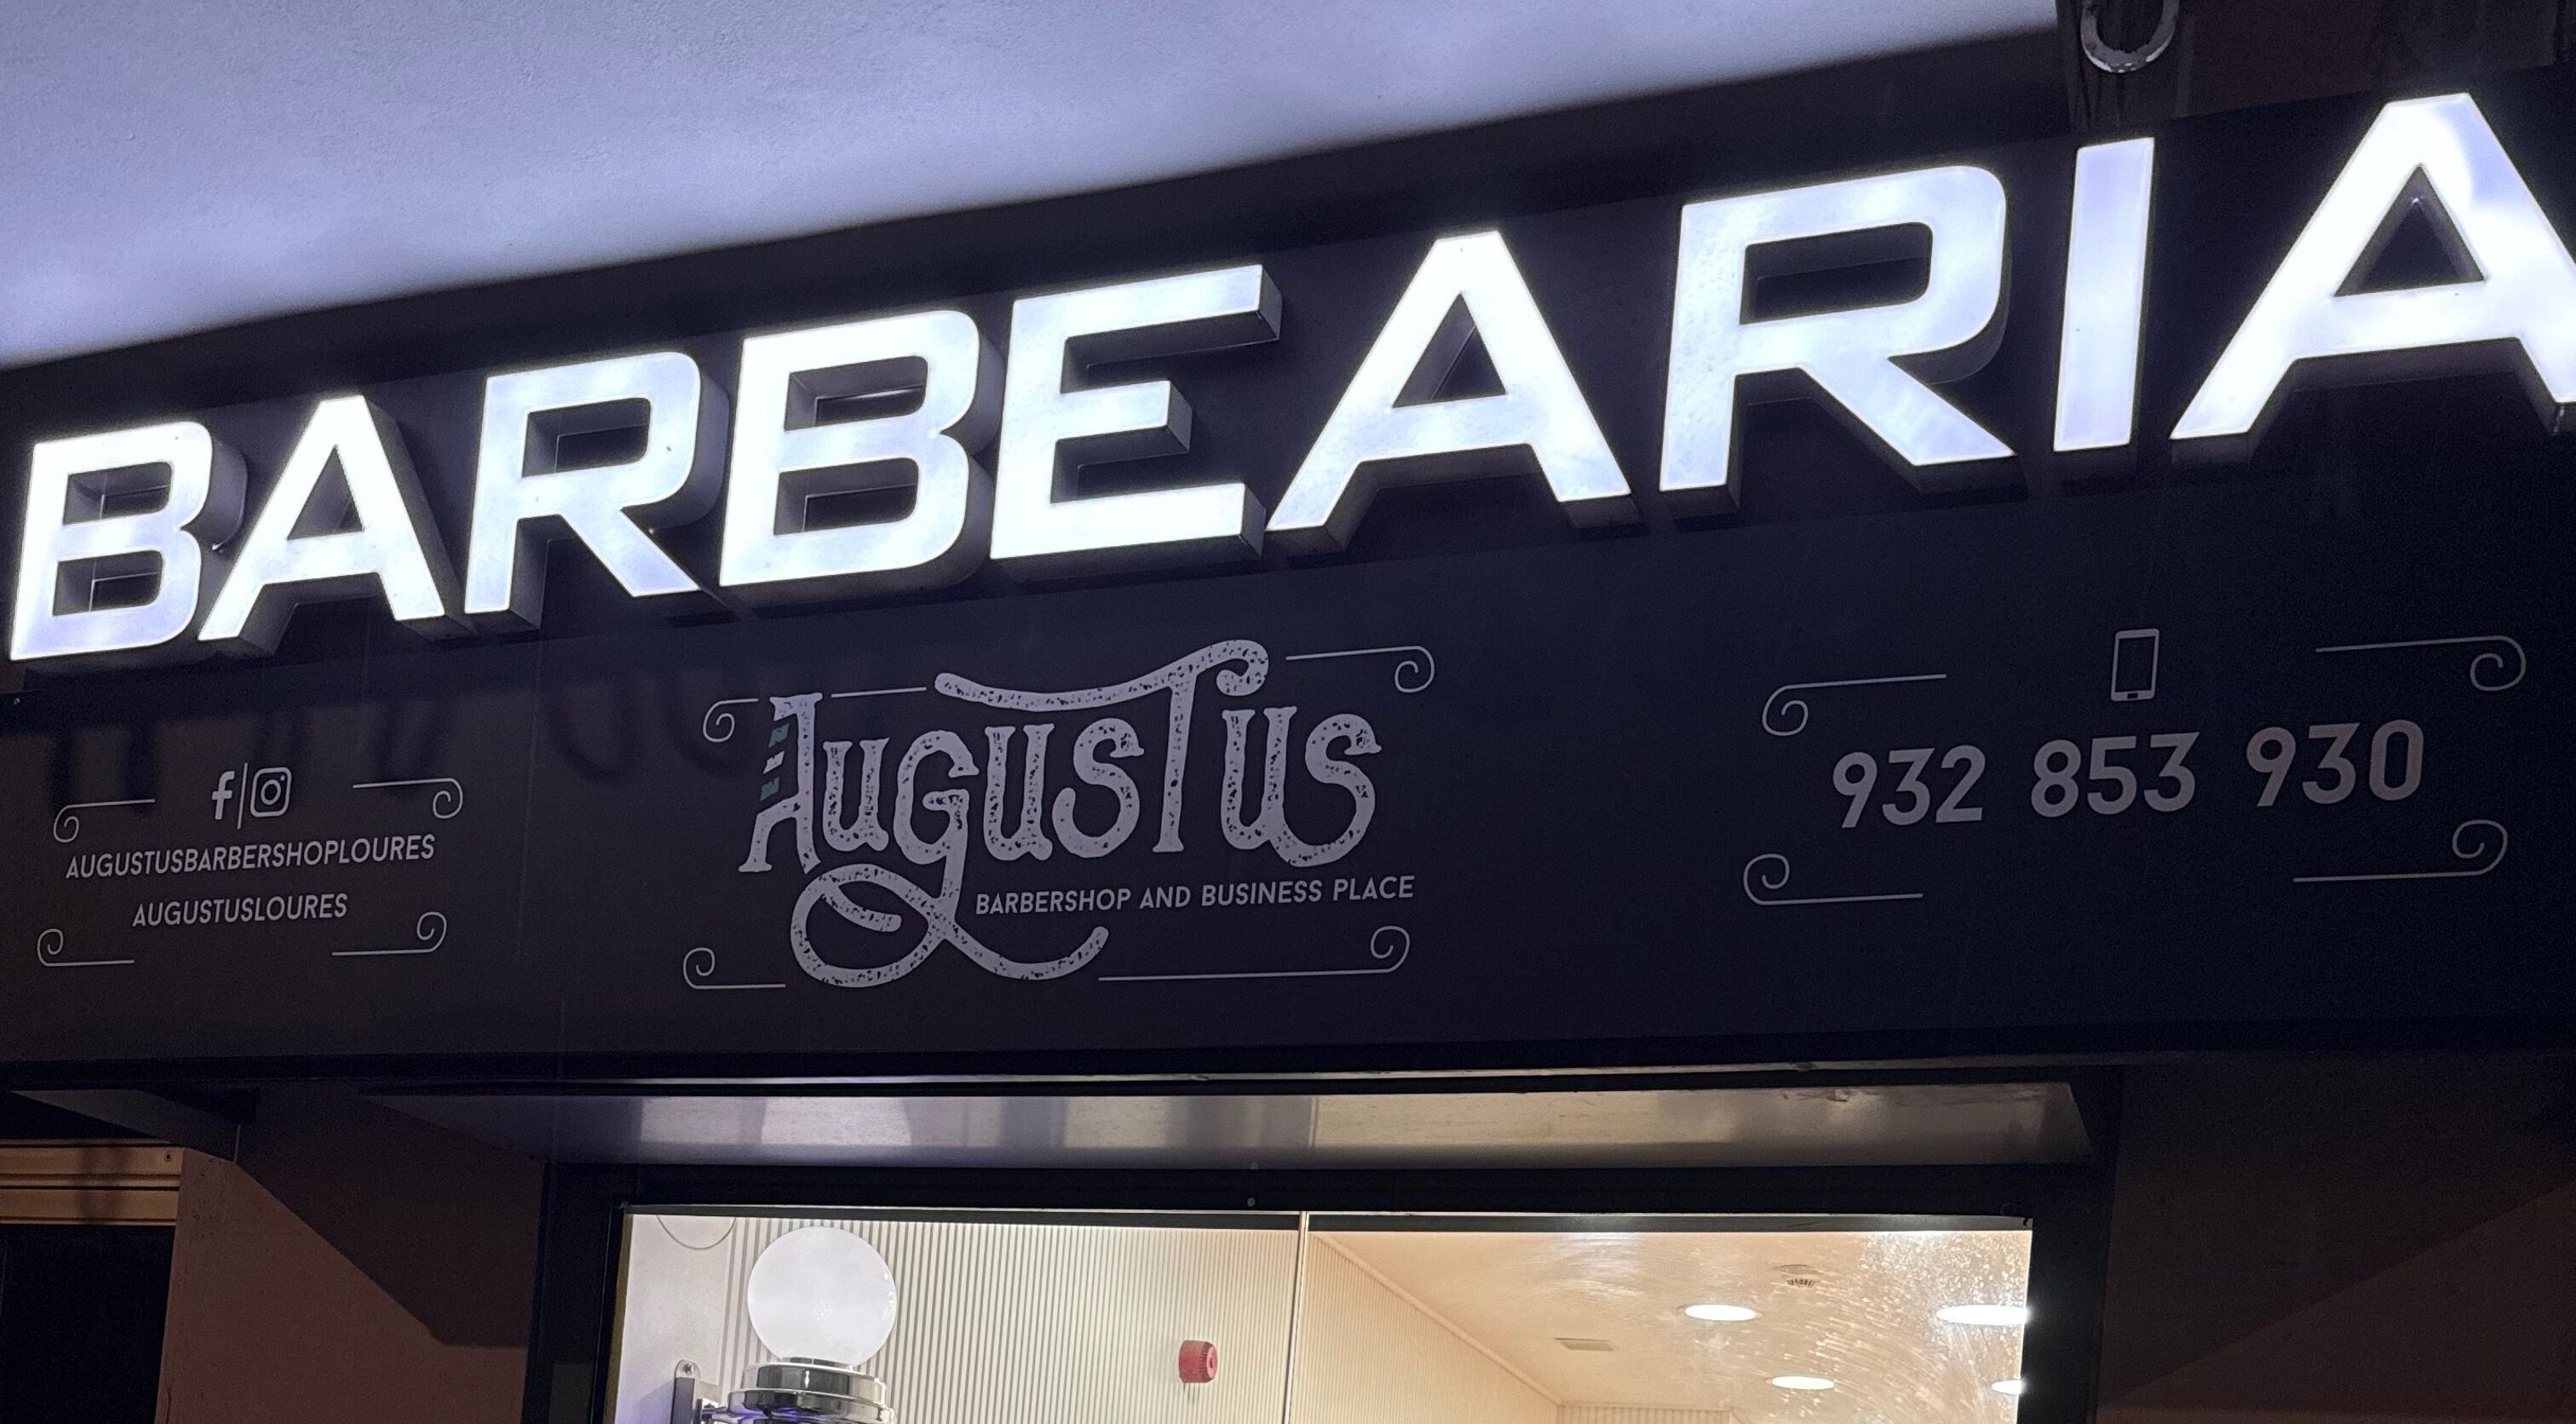 BARBEARIA
AUGUSTUSBARBERSHOPLOURES
AUGUSTUSLOURES
Augustus
BARBERSHOP AND BUSINESS PLACE
932 853 930